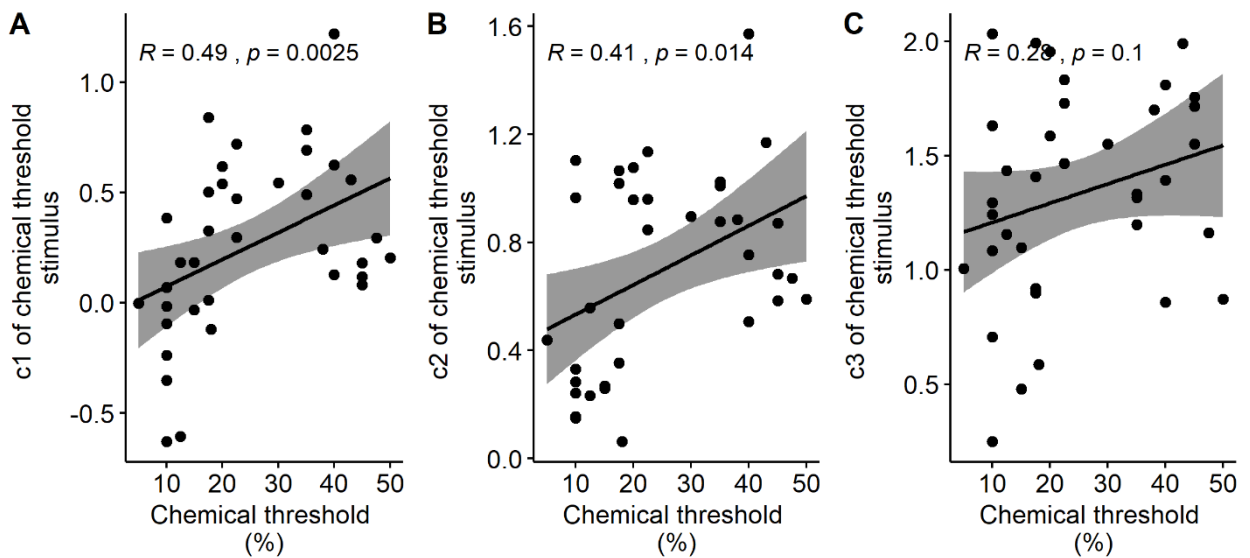 A
R = 0.49 , p = 0.0025
c1 of chemical threshold
stimulus
1.0
0.5
0.0
-0.5
10 20 30 40 50
Chemical threshold
(%)
B
R = 0.41 , p = 0.014
c2 of chemical threshold
stimulus
1.6
1.2
0.8
0.4
0.0
10 20 30 40 50
Chemical threshold
(%)
C
R = 0.28 , p = 0.1
c3 of chemical threshold
stimulus
2.0
1.5
1.0
0.5
10 20 30 40 50
Chemical threshold
(%)